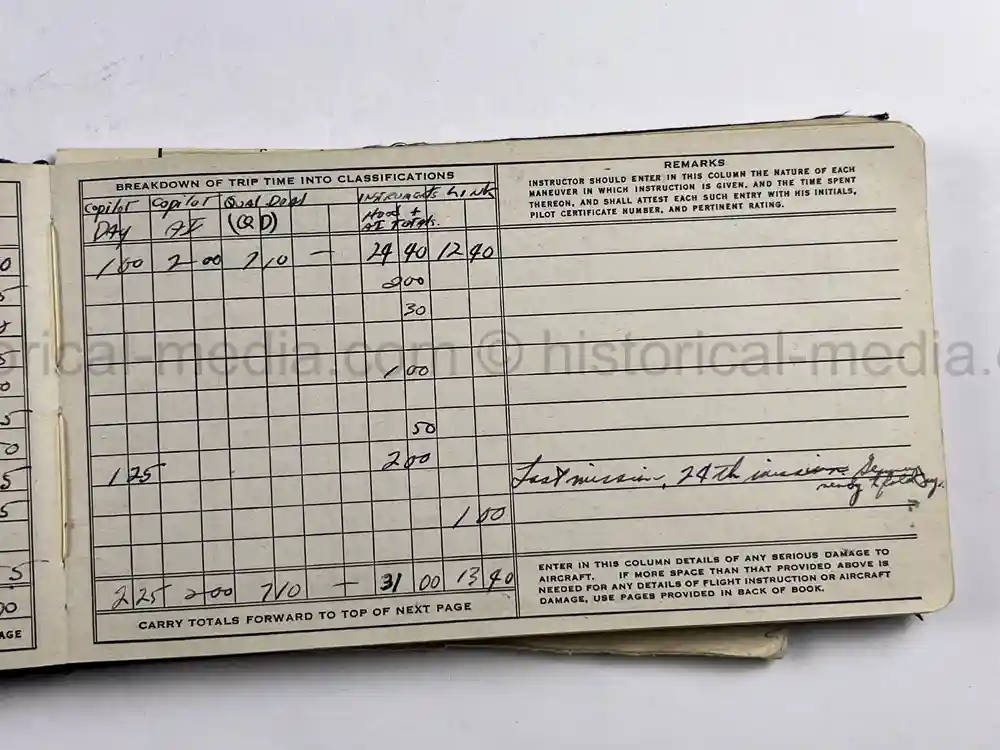 BREAKDOWN OF TRIP TIME INTO CLASSIFICATIONS
Copilot Copilot Qual Dual INSTRUMENTS LINK
DAY AI (QD) Hood + AI TOTALS.
1 00 2 00 7 10 — 24 40 12 40
2 00
30
1 00
50
1 25 2 00
1 00
2 25 2 00 7 10 — 31 00 13 40
CARRY TOTALS FORWARD TO TOP OF NEXT PAGE
REMARKS
INSTRUCTOR SHOULD ENTER IN THIS COLUMN THE NATURE OF EACH
MANEUVER IN WHICH INSTRUCTION IS GIVEN, AND THE TIME SPENT
THEREON, AND SHALL ATTEST EACH SUCH ENTRY WITH HIS INITIALS,
PILOT CERTIFICATE NUMBER, AND PERTINENT RATING.
Last mission, 24th mission
ENTER IN THIS COLUMN DETAILS OF ANY SERIOUS DAMAGE TO
AIRCRAFT. IF MORE SPACE THAN THAT PROVIDED ABOVE IS
NEEDED FOR ANY DETAILS OF FLIGHT INSTRUCTION OR AIRCRAFT
DAMAGE, USE PAGES PROVIDED IN BACK OF BOOK.
orical-media.com © historical-media.